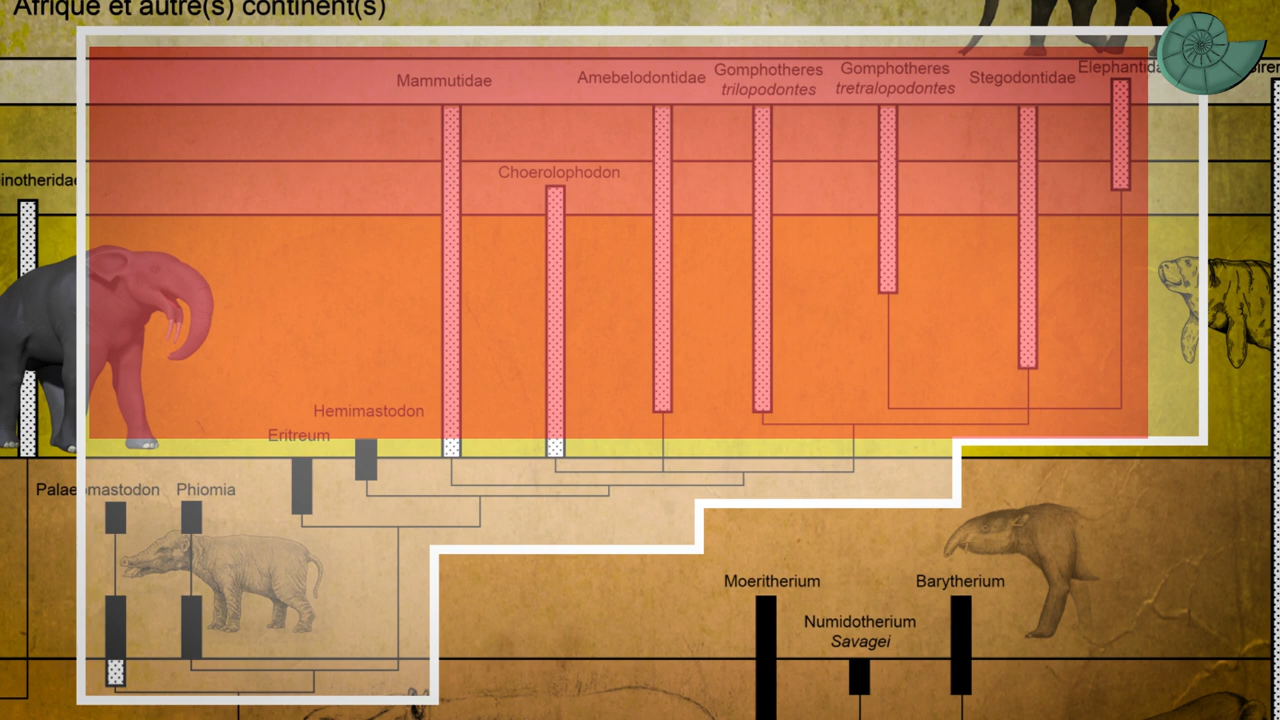 Afrique et autre(s) continent(s)
Mammutidae
Amebelodontidae
Gomphotheres
trilopodontes
Gomphotheres
tretralopodontes
Stegodontidae
Choerolophodon
Hemimastodon
Eritreum
Palaeomastodon
Phiomia
Moeritherium
Barytherium
Numidotherium
Savagei